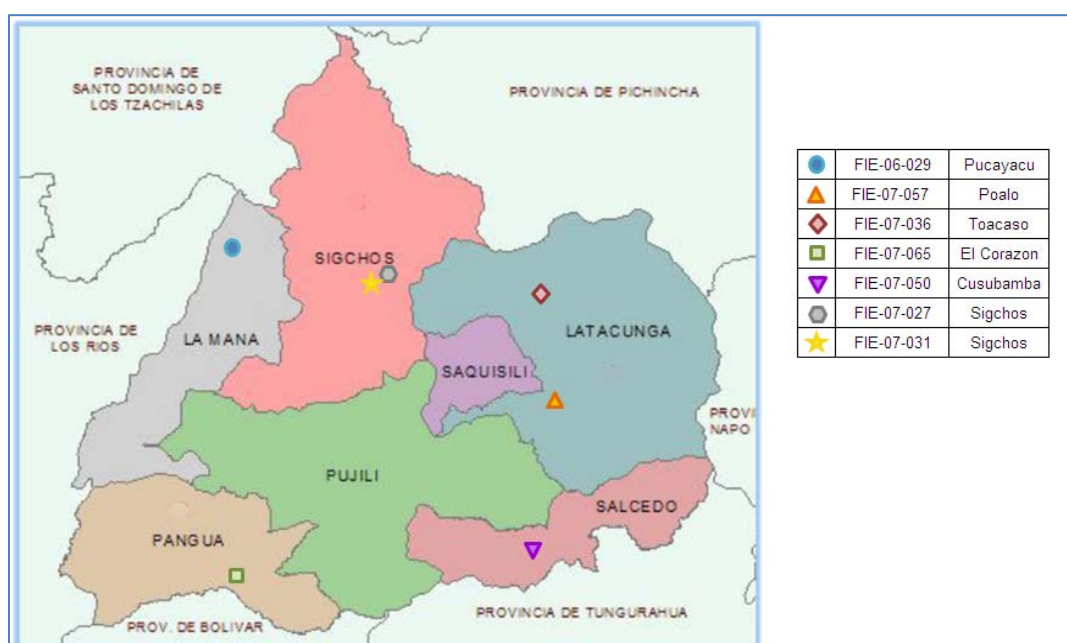 PROVINCIA DE
SANTO DOMINGO DE
LOS TZACHILAS
PROVINCIA DE PICHINCHA
SIGCHOS
PROVINCIA DE
LOS RIOS
LA MANA
LATACUNGA
SAQUISILI
PROVI
NAPO
PUJILI
SALCEDO
PANGUA
PROVINCIA DE TUNGURAHUA
PROV. DE BOLIVAR
FIE-06-029 Pucayacu
FIE-07-057 Poalo
FIE-07-036 Toacaso
FIE-07-065 El Corazon
FIE-07-050 Cusubamba
FIE-07-027 Sigchos
FIE-07-031 Sigchos